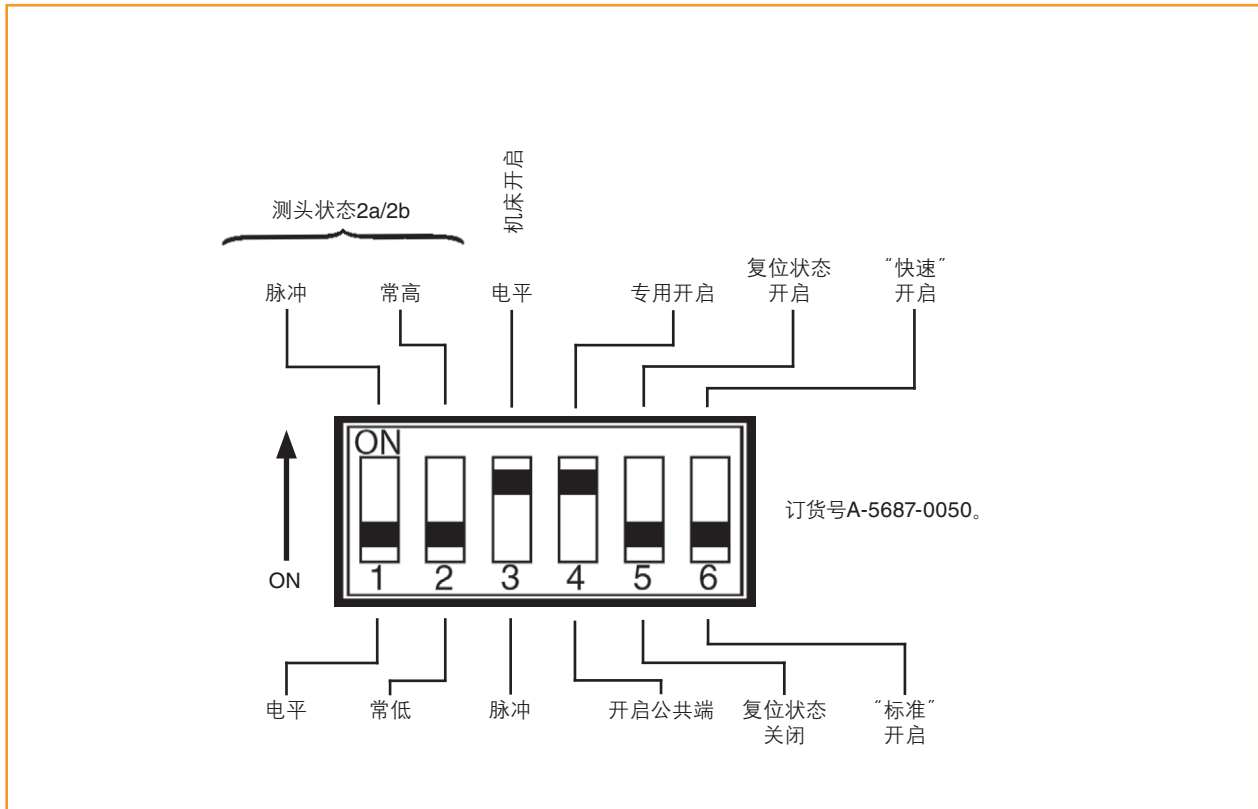 机床开启
测头状态2a/2b
脉冲
常高
电平
专用开启
复位状态
开启
“快速”
开启
ON
ON
1 2 3 4 5 6
订货号A-5687-0050。
电平
常低
脉冲
开启公共端
复位状态
关闭
“标准”
开启